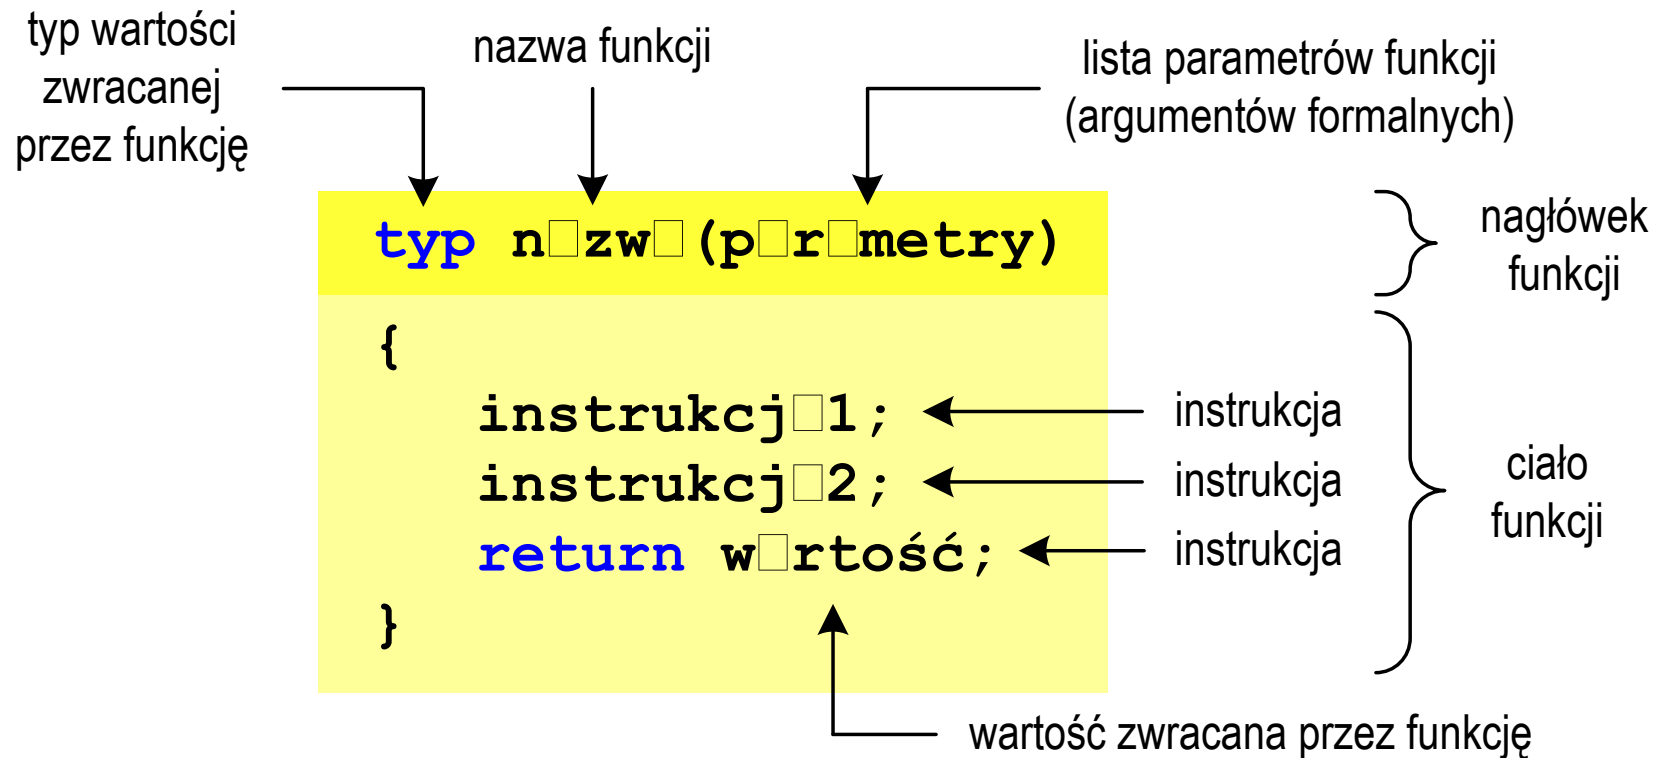 typ wartości
zwracanej
przez funkcję
nazwa funkcji
lista parametrów funkcji
(argumentów formalnych)
typ n□zw□(p□r□metry)
nagłówek
funkcji
{
instrukcj□1;
instrukcja
instrukcj□2;
instrukcja
return w□rtość;
instrukcja
}
ciało
funkcji
wartość zwracana przez funkcję